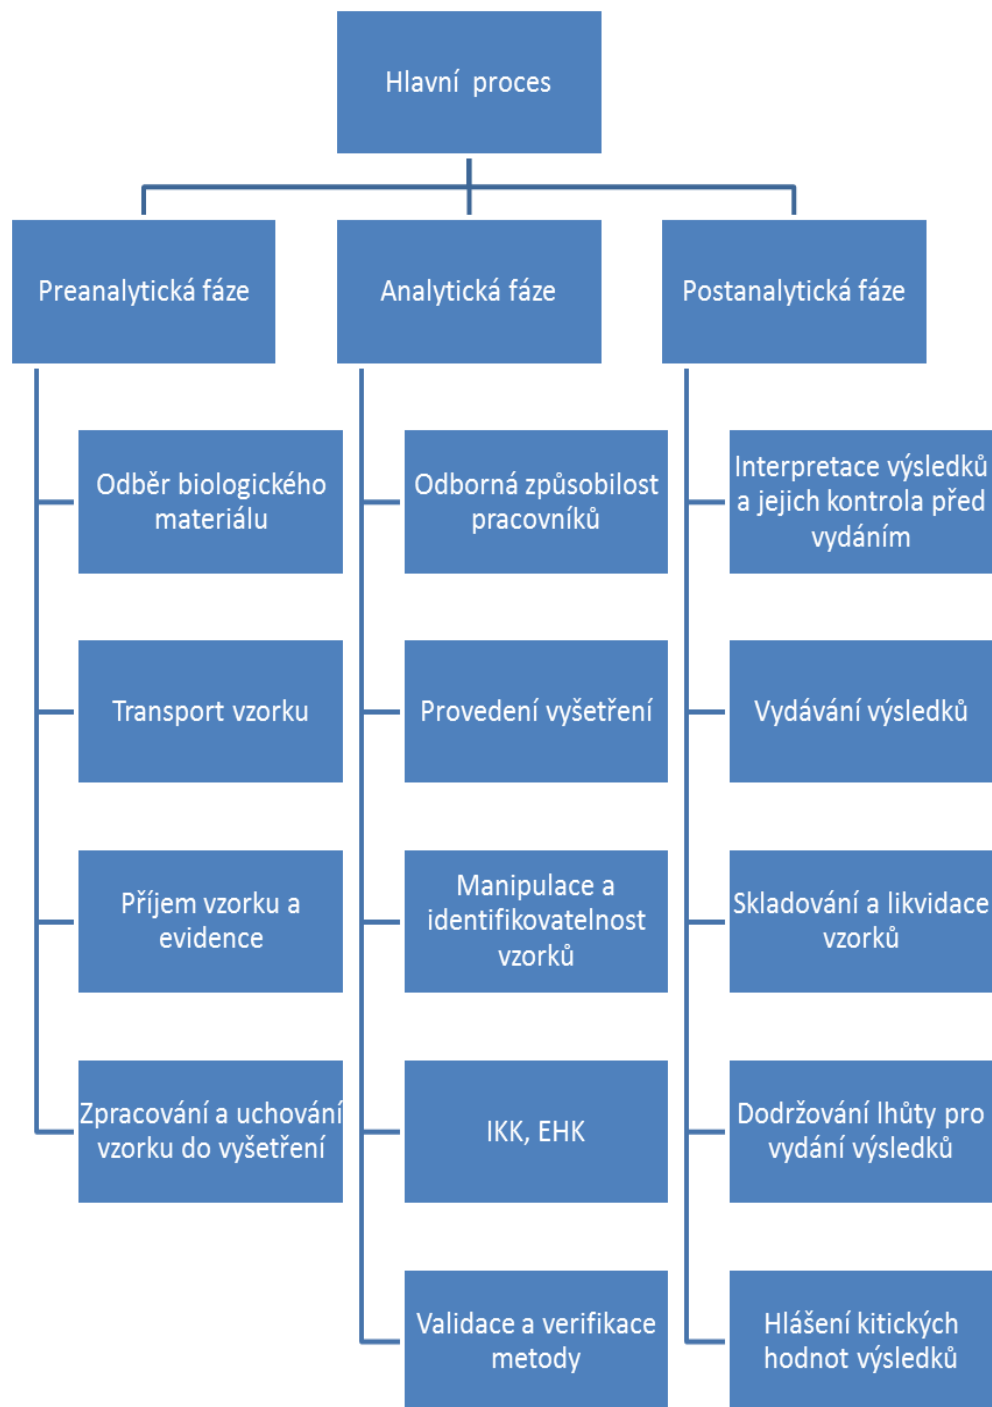 Hlavní proces
Preanalytická fáze
Analytická fáze
Postanalytická fáze
Odběr biologického
materiálu
Transport vzorku
Příjem vzorku a
evidence
Zpracování a uchování
vzorku do vyšetření
Odborná způsobilost
pracovníků
Provedení vyšetření
Manipulace a
identifikovatelnost
vzorků
IKK, EHK
Validace a verifikace
metody
Interpretace výsledků
a jejich kontrola před
vydáním
Vydávání výsledků
Skladování a likvidace
vzorků
Dodržování lhůty pro
vydání výsledků
Hlášení kitických
hodnot výsledků